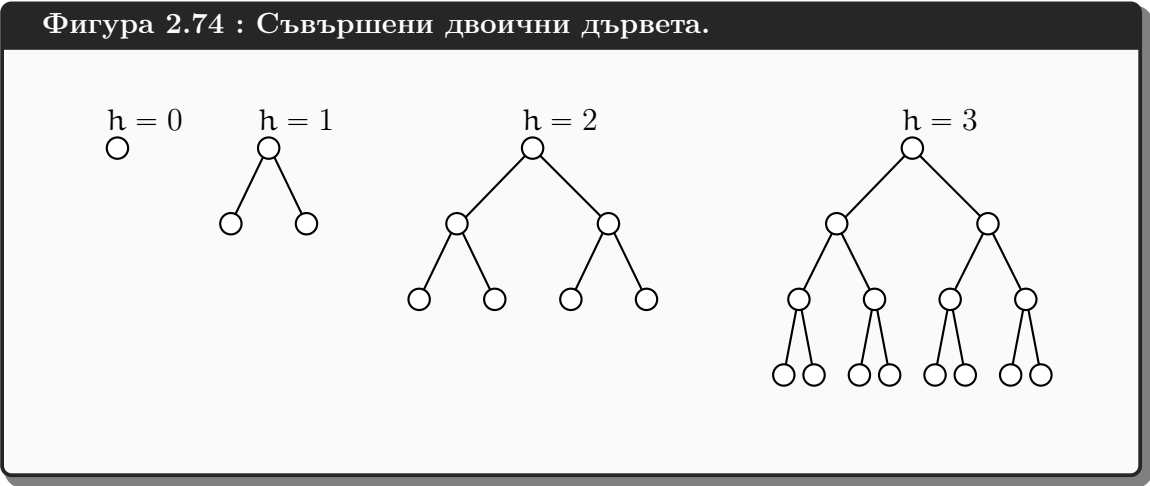 Фигура 2.74 : Съвършени двоични дървета.
h = 0 h = 1 h = 2 h = 3